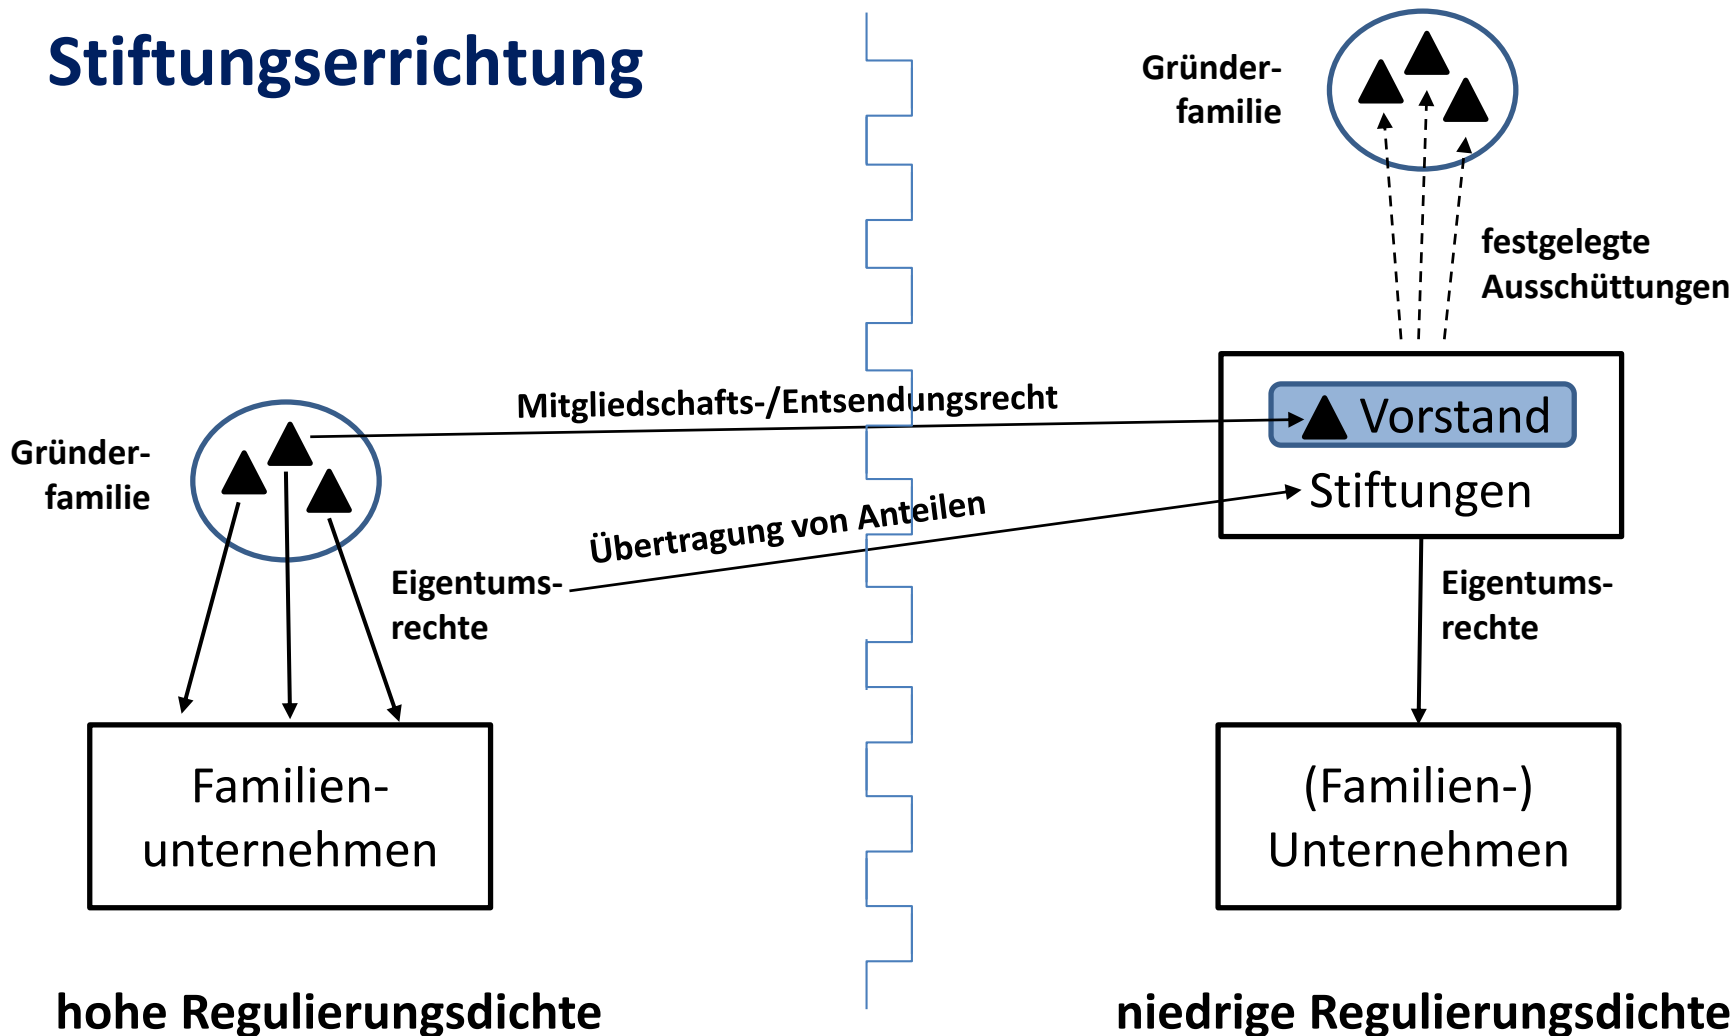 Stiftungserrichtung
Gründer-
familie
festgelegte
Ausschüttungen
Mitgliedschafts-/Entsendungsrecht
Vorstand
Stiftungen
Gründer-
familie
Übertragung von Anteilen
Eigentums-
rechte
Eigentums-
rechte
Familien-
unternehmen
(Familien-)
Unternehmen
hohe Regulierungsdichte
niedrige Regulierungsdichte